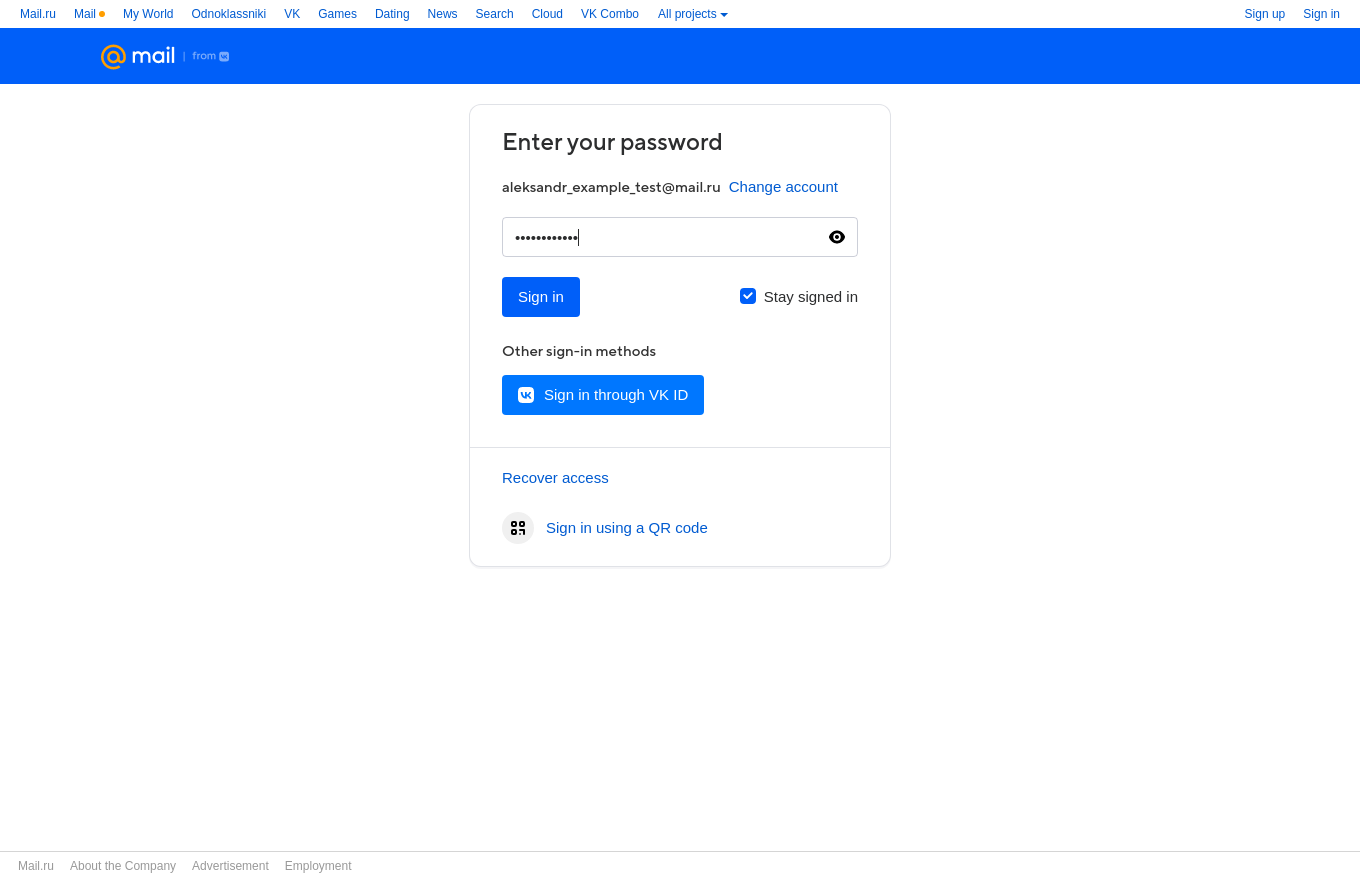 Mail.ru Mail My World Odnoklassniki VK Games Dating News Search Cloud VK Combo All projects Sign up Sign in
@mail | from VK
Enter your password
aleksandr_example_test@mail.ru Change account
••••••••••••
Sign in Stay signed in
Other sign-in methods
Sign in through VK ID
Recover access
Sign in using a QR code
Mail.ru About the Company Advertisement Employment